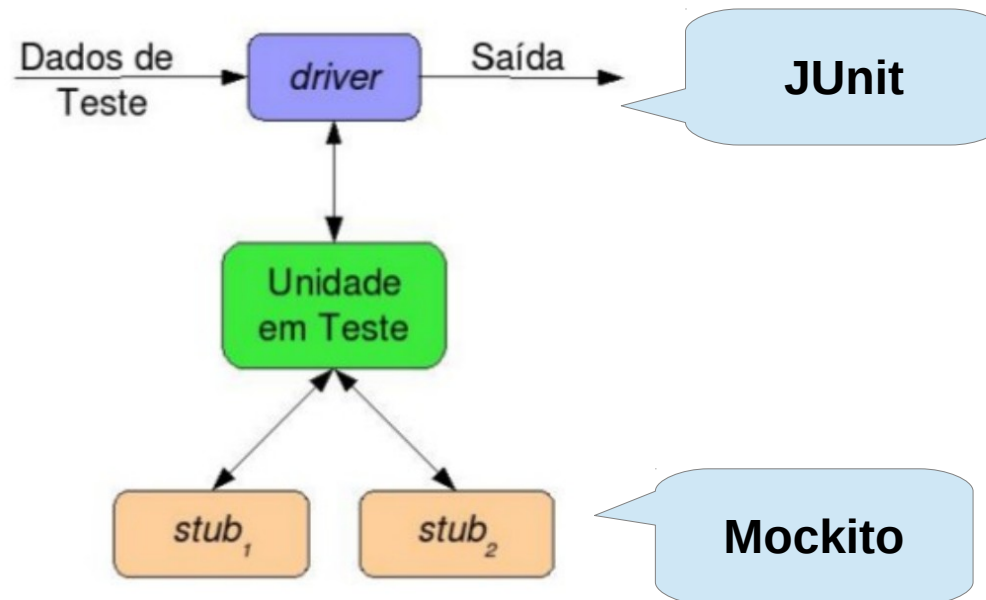 Dados de
Teste
driver
Saída
JUnit
Unidade
em Teste
stub₁
stub₂
Mockito